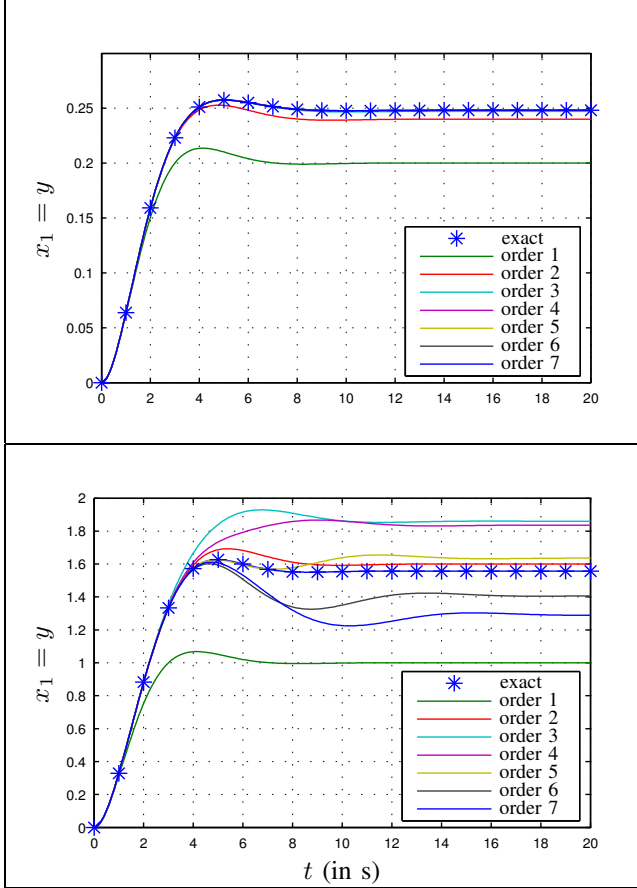 0.25
0.2
0.15
0.1
0.05
0
x₁ = y
exact
order 1
order 2
order 3
order 4
order 5
order 6
order 7
0 2 4 6 8 10 12 14 16 18 20
2
1.8
1.6
1.4
1.2
1
0.8
0.6
0.4
0.2
0
x₁ = y
exact
order 1
order 2
order 3
order 4
order 5
order 6
order 7
0 2 4 6 8 10 12 14 16 18 20
t (in s)